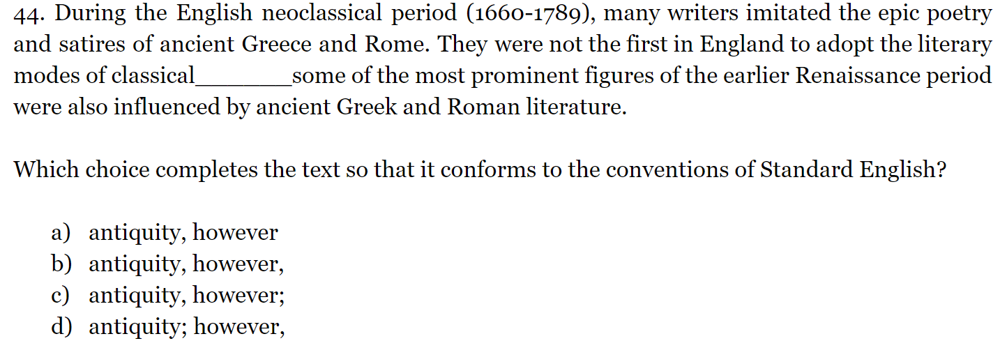 44. During the English neoclassical period (1660-1789), many writers imitated the epic poetry
and satires of ancient Greece and Rome. They were not the first in England to adopt the literary
modes of classical_______some of the most prominent figures of the earlier Renaissance period
were also influenced by ancient Greek and Roman literature.
Which choice completes the text so that it conforms to the conventions of Standard English?
a) antiquity, however
b) antiquity, however,
c) antiquity, however;
d) antiquity; however,